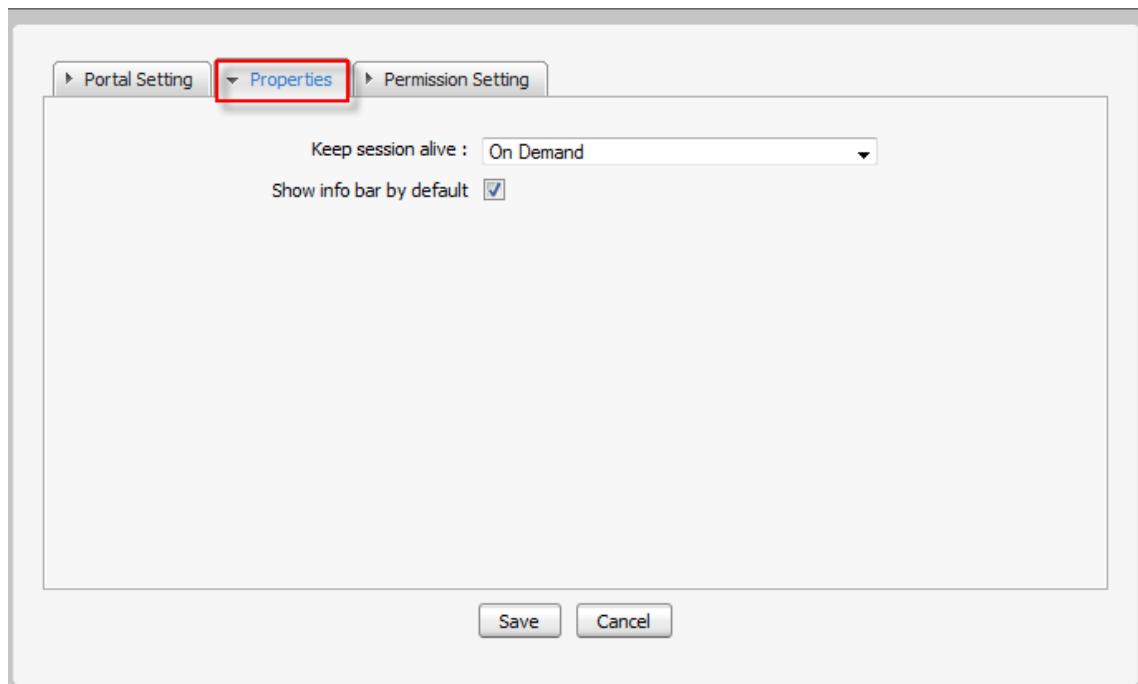 Portal Setting Properties Permission Setting
Keep session alive : On Demand
Show info bar by default
Save Cancel